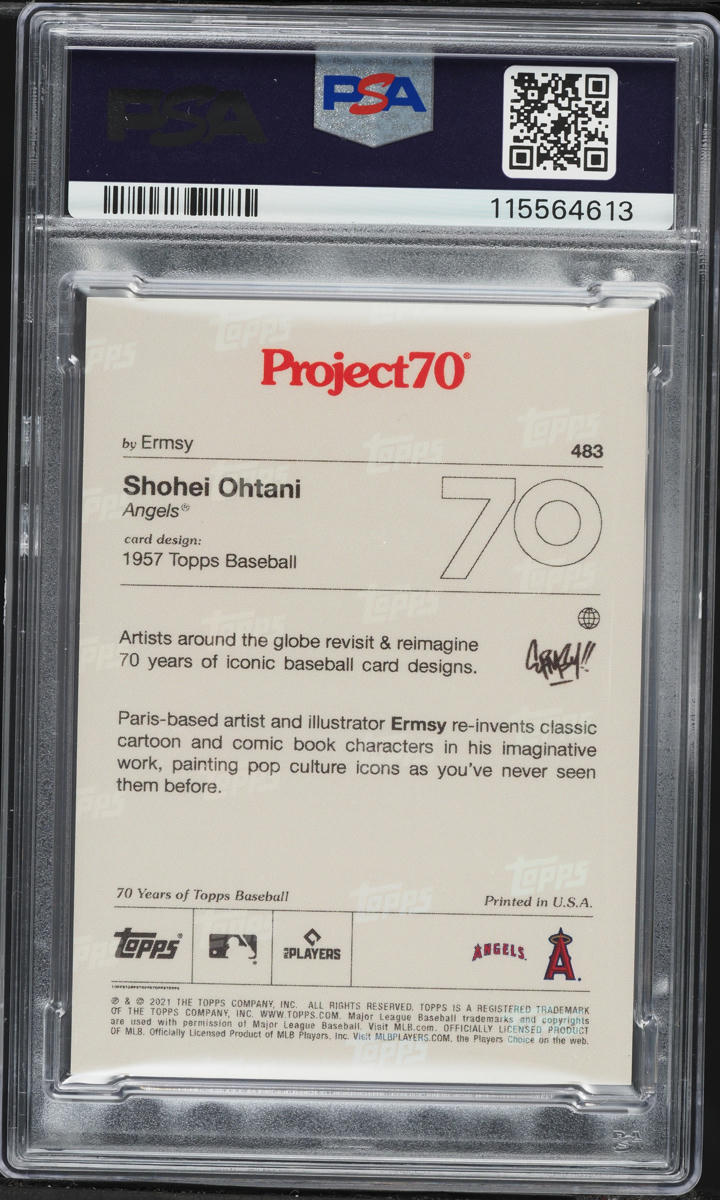 PSA
PSA
115564613
Project70®
by Ermsy
483
Shohei Ohtani
Angels®
card design:
1957 Topps Baseball
70
Artists around the globe revisit & reimagine
70 years of iconic baseball card designs.
ERMSY!!
Paris-based artist and illustrator Ermsy re-invents classic
cartoon and comic book characters in his imaginative
work, painting pop culture icons as you've never seen
them before.
70 Years of Topps Baseball
Printed in U.S.A.
TOPPS®
PLAYERS
ANGELS®
A®
℗ & © 2021 THE TOPPS COMPANY, INC. ALL RIGHTS RESERVED. TOPPS IS A REGISTERED TRADEMARK
OF THE TOPPS COMPANY, INC. WWW.TOPPS.COM. Major League Baseball trademarks and copyrights
are used with permission of Major League Baseball. Visit MLB.com. OFFICIALLY LICENSED PRODUCT
OF MLB. Officially Licensed Product of MLB Players, Inc. Visit MLBPLAYERS.COM, the Players Choice on the web.